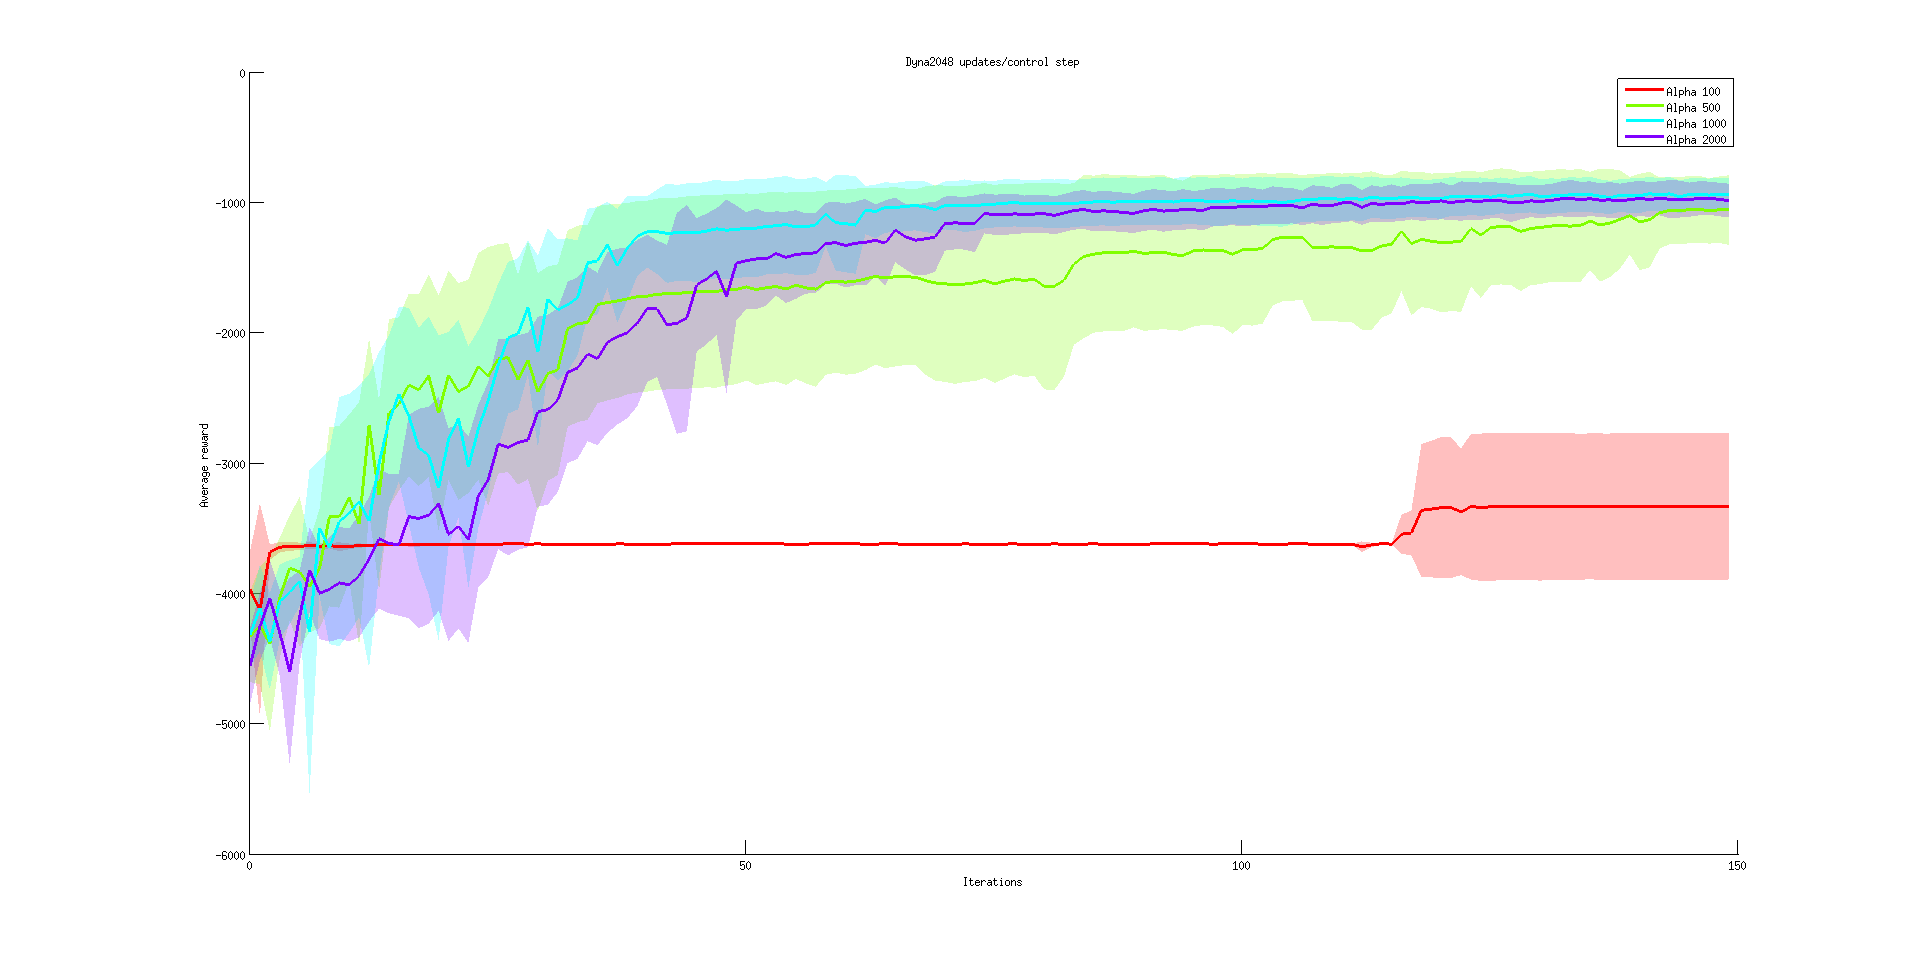 Dyna2048 updates/control step
Alpha 100
Alpha 500
Alpha 1000
Alpha 2000
0
-1000
-2000
-3000
-4000
-5000
-6000
Average reward
0
50
100
150
Iterations